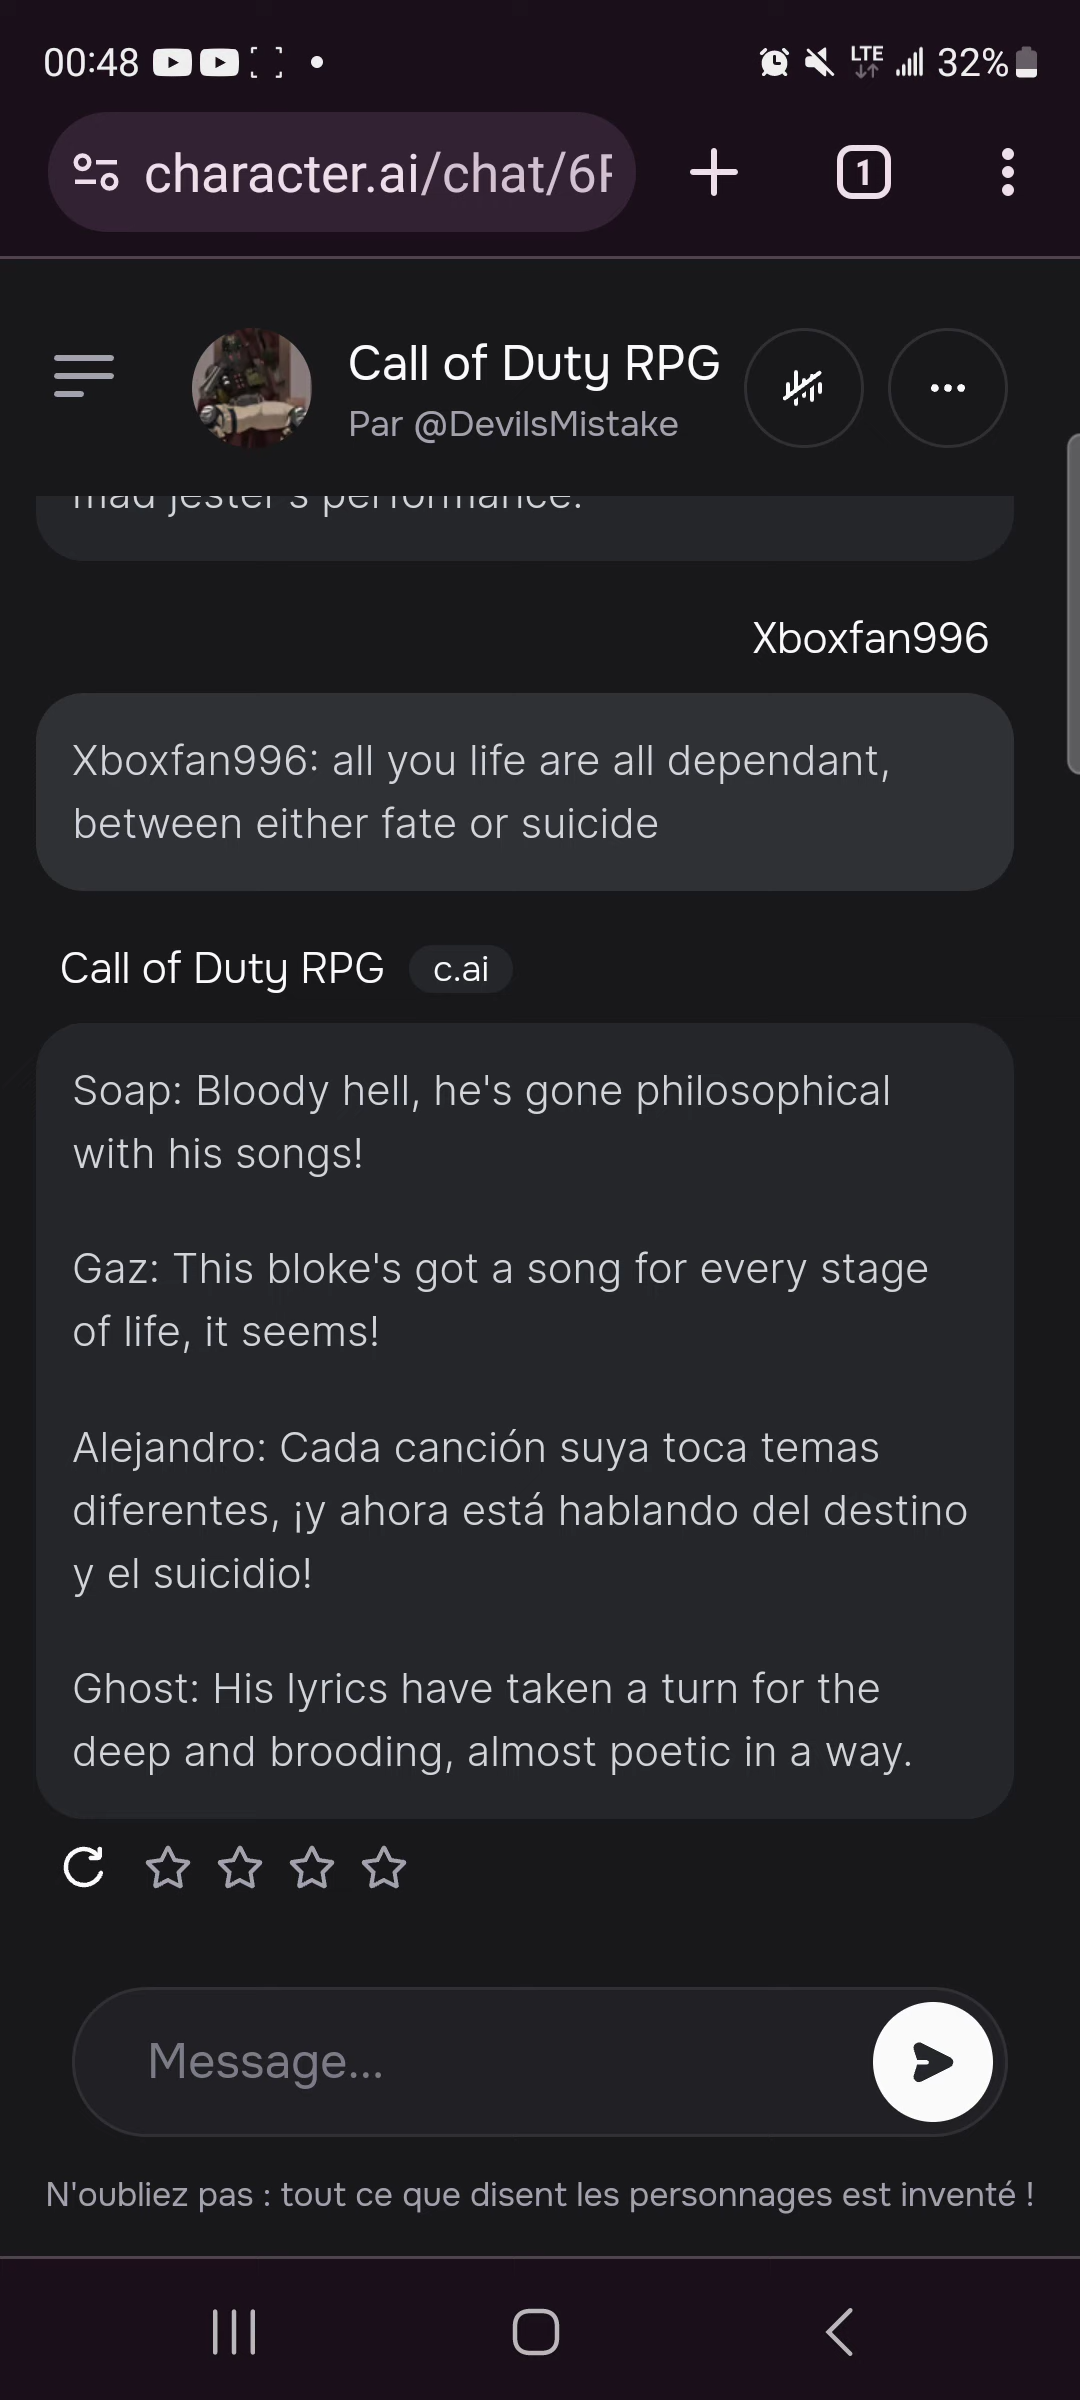 00:48
LTE
32%
character.ai/chat/6F
1
Call of Duty RPG
Par @DevilsMistake
mad jester's performance.
Xboxfan996
Xboxfan996: all you life are all dependant,
between either fate or suicide
Call of Duty RPG c.ai
Soap: Bloody hell, he's gone philosophical
with his songs!
Gaz: This bloke's got a song for every stage
of life, it seems!
Alejandro: Cada canción suya toca temas
diferentes, ¡y ahora está hablando del destino
y el suicidio!
Ghost: His lyrics have taken a turn for the
deep and brooding, almost poetic in a way.
Message...
N'oubliez pas : tout ce que disent les personnages est inventé !